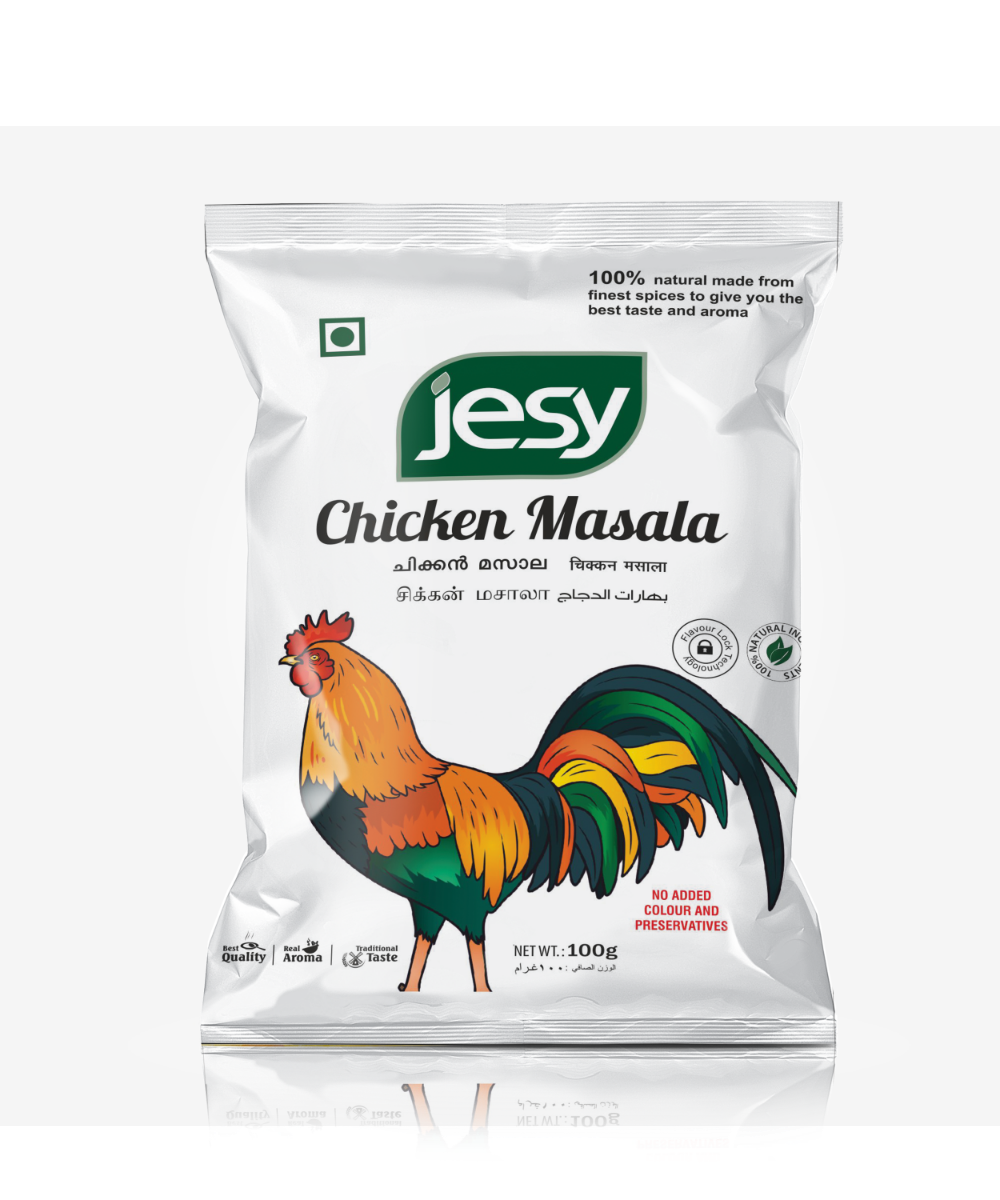 100% natural made from
finest spices to give you the
best taste and aroma
jesy
Chicken Masala
ചിക്കൻ മസാല चिक्कन मसाला
சிக்கன் மசாலா بهارات الدجاج
Flavour Lock Technology
100% NATURAL
NO ADDED
COLOUR AND
PRESERVATIVES
Best Quality
Real Aroma
Traditional Taste
NET WT.: 100g
الوزن الصافي : ١٠٠ غرام